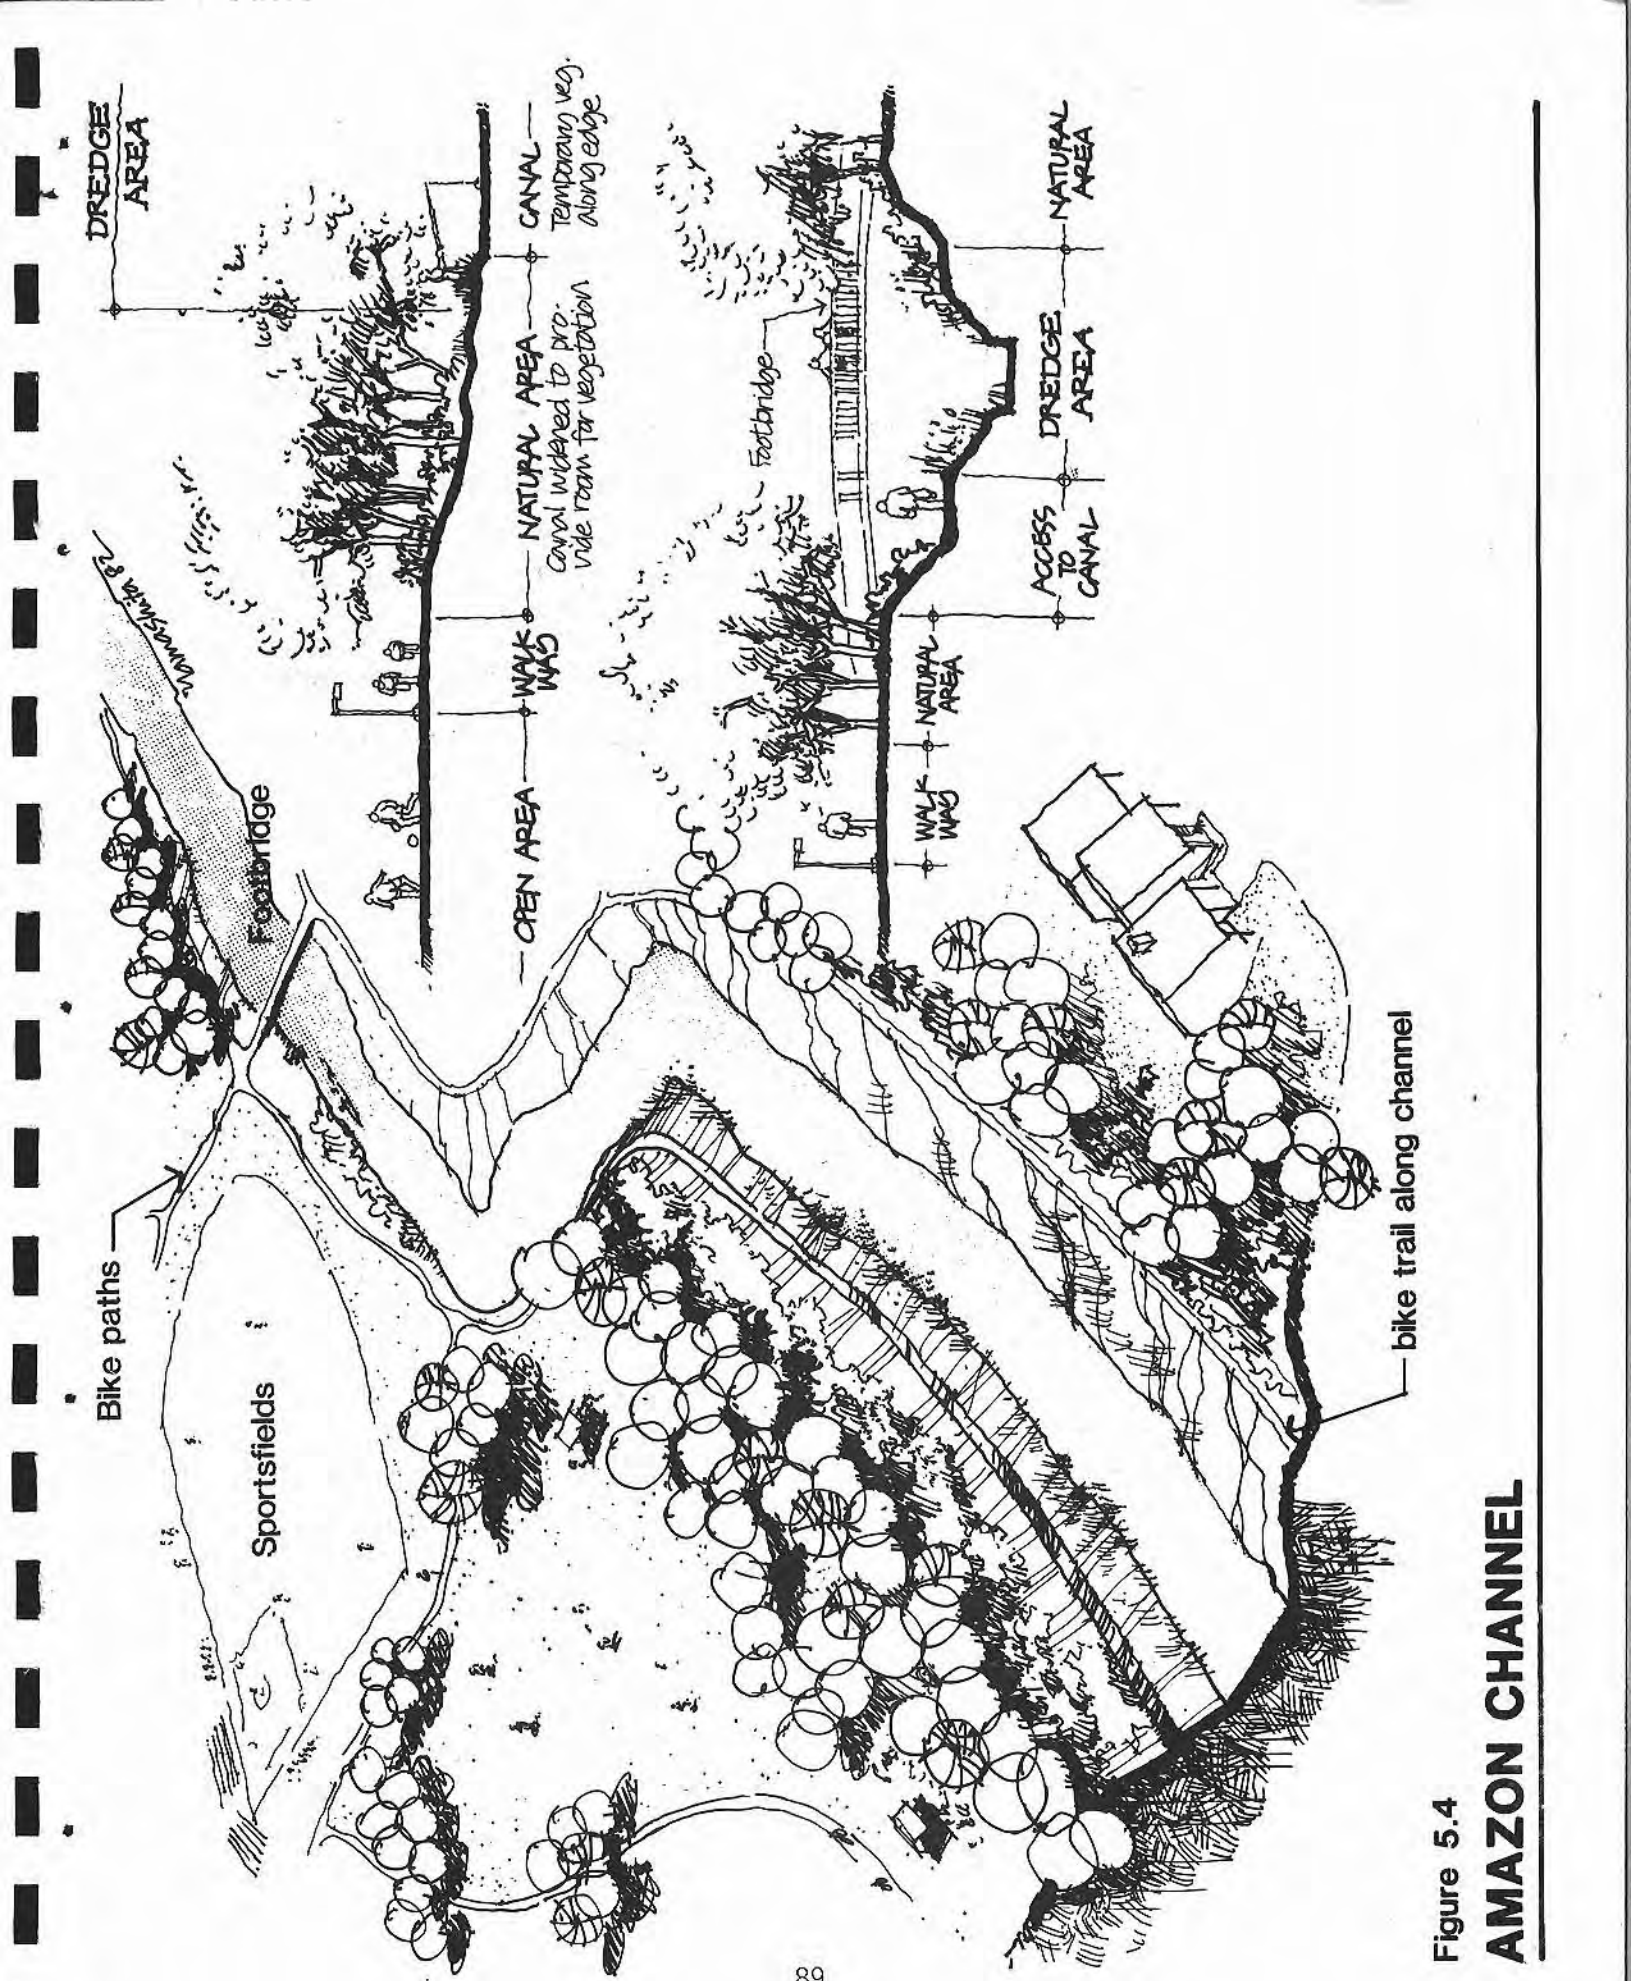 DREDGE
AREA
Yamashita 82
OPEN AREA
WALK
WAY
NATURAL AREA
canal widened to pro-
vide room for vegetation
CANAL
Temporary veg.
along edge
Footbridge
WALK
WAY
NATURAL
AREA
ACCESS
TO
CANAL
DREDGE
AREA
NATURAL
AREA
Bike paths
Footbridge
Sportsfields
bike trail along channel
Figure 5.4
AMAZON CHANNEL
89